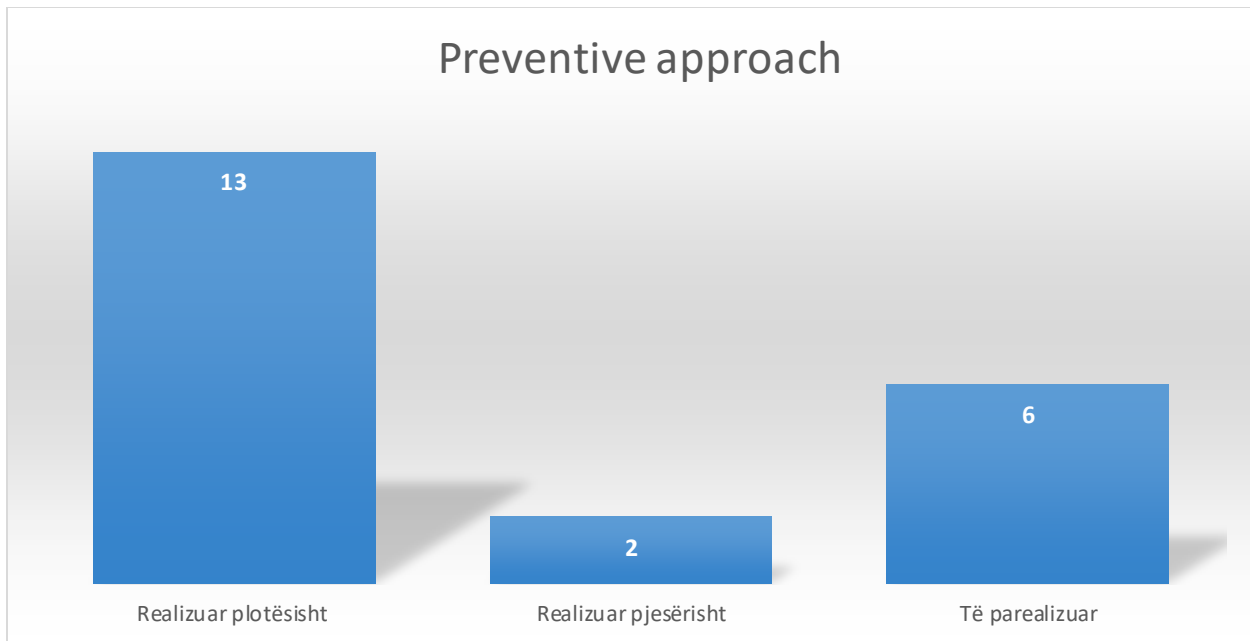 Preventive approach
13
2
6
Realizuar plotësisht
Realizuar pjesërisht
Të parealizuar